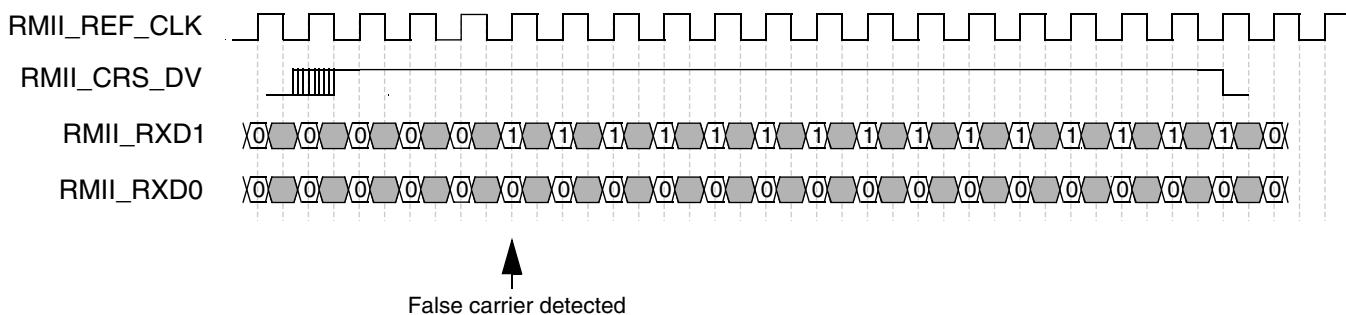 RMII_REF_CLK
RMII_CRS_DV
RMII_RXD1 0 0 0 0 0 1 1 1 1 1 1 1 1 1 1 1 1 1 1 1 0
RMII_RXD0 0 0 0 0 0 0 0 0 0 0 0 0 0 0 0 0 0 0 0 0 0
False carrier detected